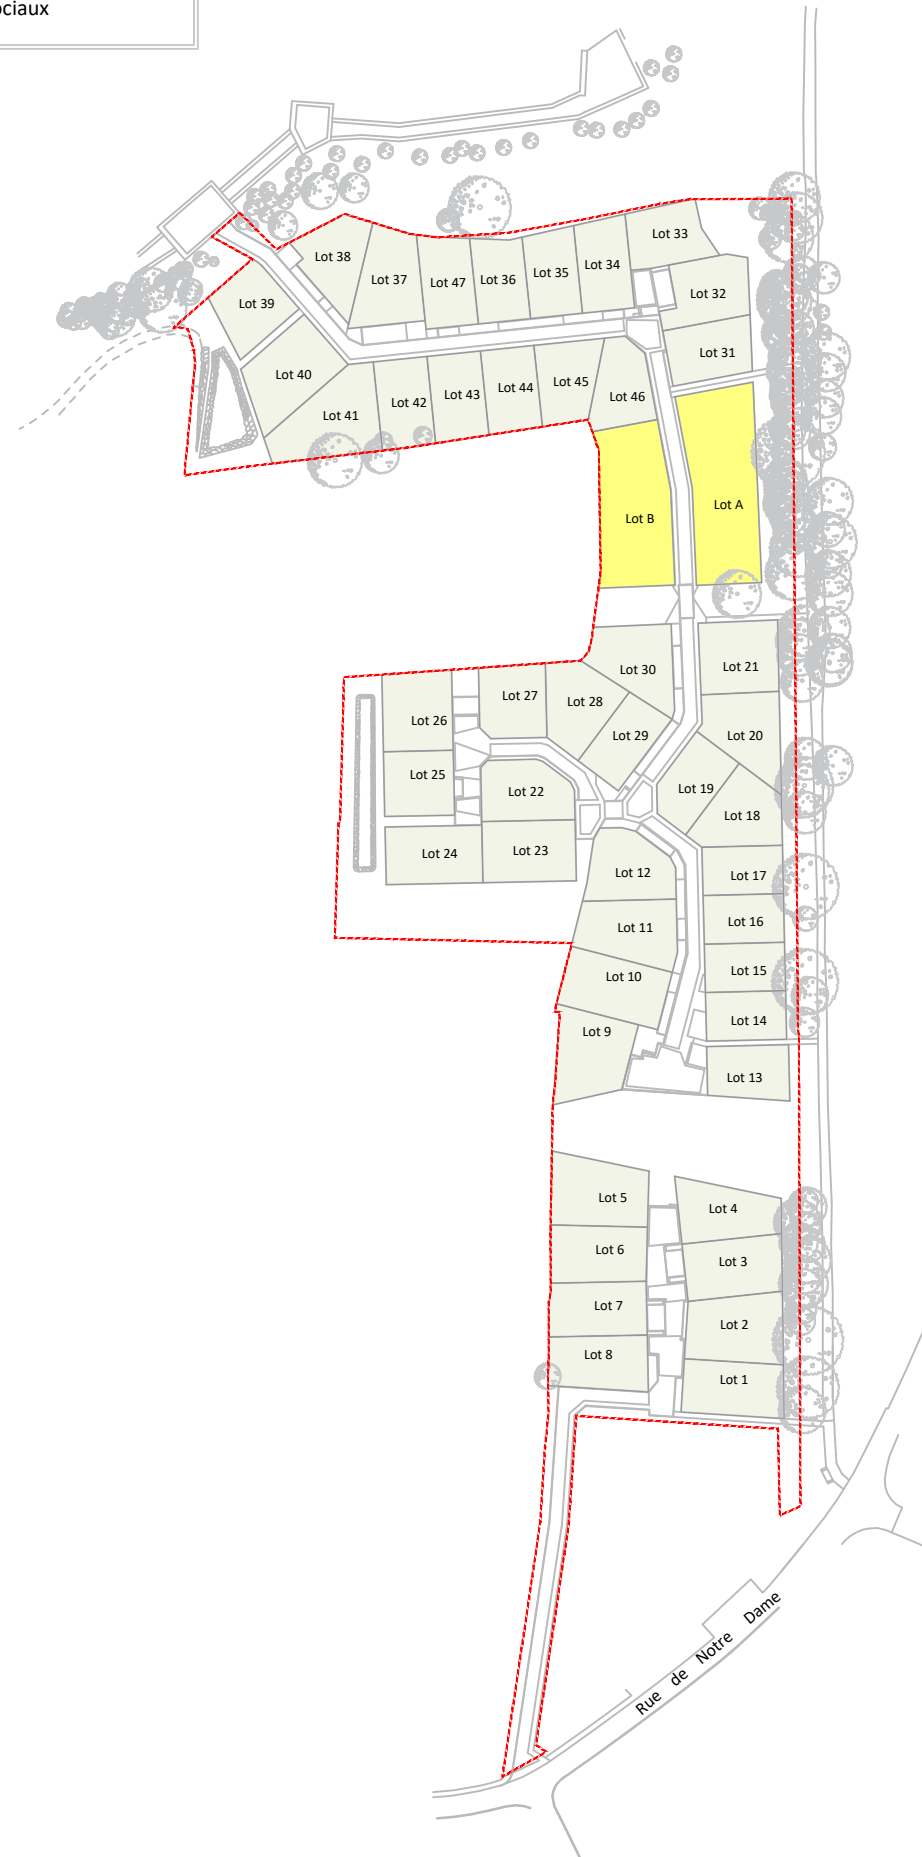 ociaux
Lot 33
Lot 38
Lot 34
Lot 35
Lot 37
Lot 47
Lot 36
Lot 32
Lot 39
Lot 31
Lot 40
Lot 45
Lot 44
Lot 43
Lot 46
Lot 42
Lot 41
Lot A
Lot B
Lot 21
Lot 30
Lot 27
Lot 28
Lot 26
Lot 29
Lot 20
Lot 25
Lot 22
Lot 19
Lot 18
Lot 24
Lot 23
Lot 12
Lot 17
Lot 16
Lot 11
Lot 15
Lot 10
Lot 14
Lot 9
Lot 13
Lot 5
Lot 4
Lot 6
Lot 3
Lot 7
Lot 2
Lot 8
Lot 1
Rue de Notre Dame